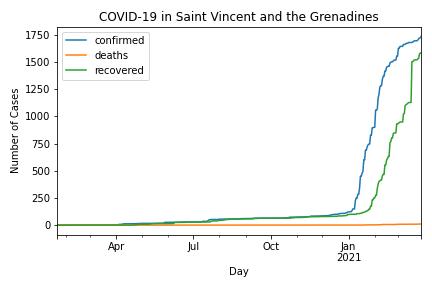 COVID-19 in Saint Vincent and the Grenadines
confirmed
deaths
recovered
Number of Cases
1750
1500
1250
1000
750
500
250
0
Apr
Jul
Oct
Jan
2021
Day